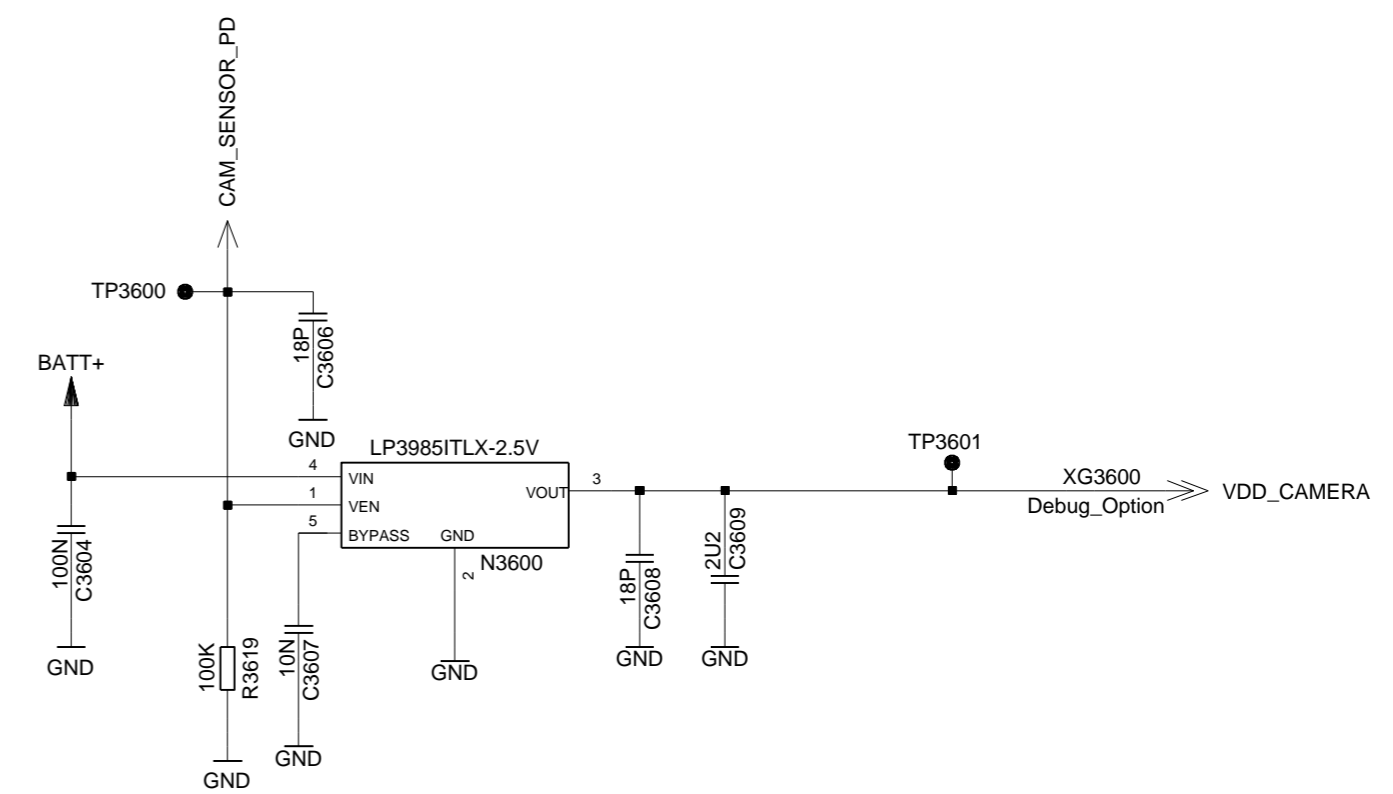 CAM_SENSOR_PD
TP3600
18P
C3606
BATT+
GND
LP3985ITLX-2.5V
4
VIN
1
VEN
5
BYPASS
GND
VOUT
3
N3600
2
TP3601
XG3600
Debug_Option
VDD_CAMERA
100N
C3604
GND
100K
R3619
GND
10N
C3607
GND
GND
18P
C3608
GND
2U2
C3609
GND